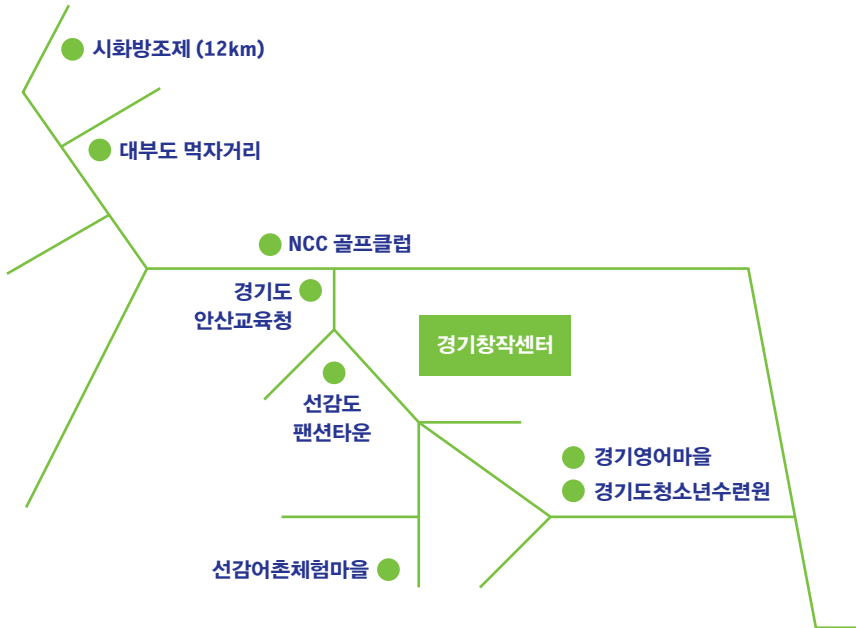 시화방조제 (12km)
대부도 먹자거리
NCC 골프클럽
경기도
안산교육청
경기창작센터
선감도
팬션타운
경기영어마을
경기도청소년수련원
선감어촌체험마을